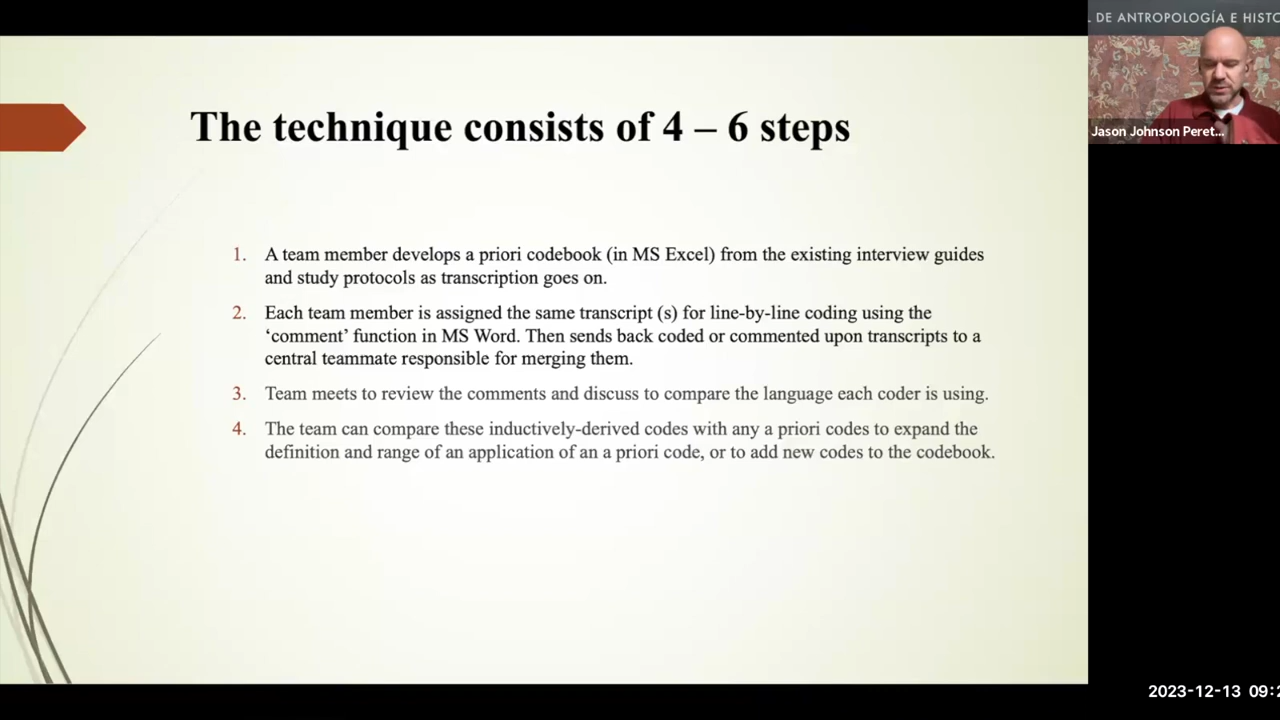 L DE ANTROPOLOGÍA E HISTO
Jason Johnson Peret...
The technique consists of 4 – 6 steps
1. A team member develops a priori codebook (in MS Excel) from the existing interview guides
and study protocols as transcription goes on.
2. Each team member is assigned the same transcript (s) for line-by-line coding using the
‘comment’ function in MS Word. Then sends back coded or commented upon transcripts to a
central teammate responsible for merging them.
3. Team meets to review the comments and discuss to compare the language each coder is using.
4. The team can compare these inductively-derived codes with any a priori codes to expand the
definition and range of an application of an a priori code, or to add new codes to the codebook.
2023-12-13 09:2